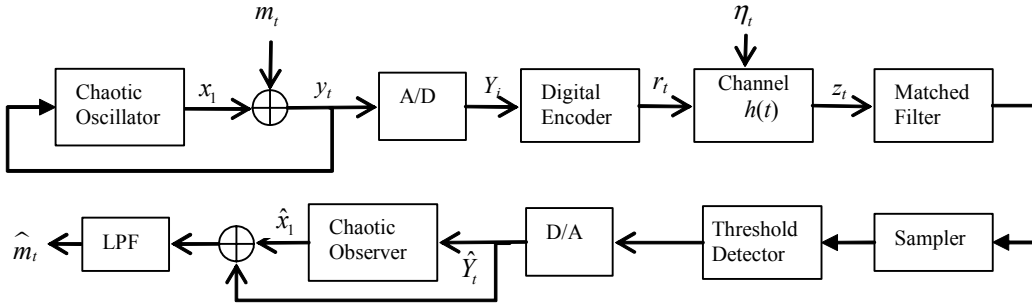 m_t
η_t
Chaotic
Oscillator
x_1
y_t
A/D
Y_i
Digital
Encoder
r_t
Channel
h(t)
z_t
Matched
Filter
m̂_t
LPF
x̂_1
Chaotic
Observer
Ŷ_t
D/A
Threshold
Detector
Sampler